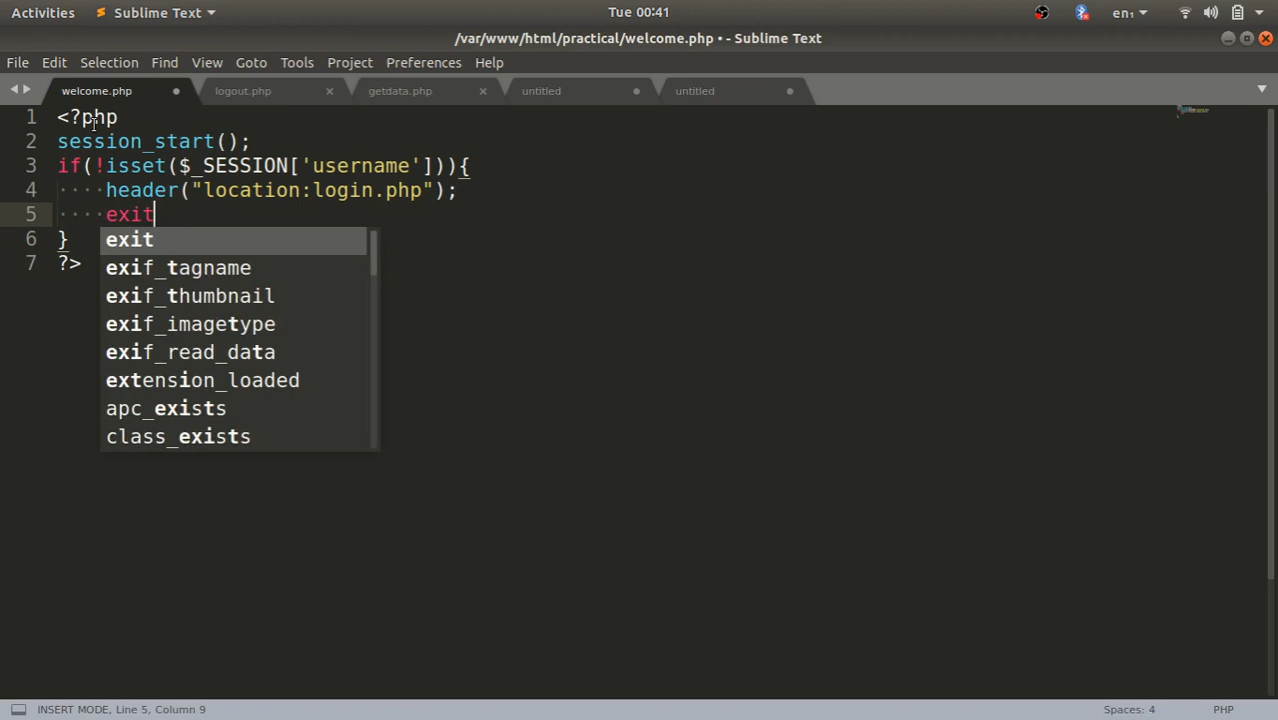 Activities Sublime Text Tue 00:41 en₁
/var/www/html/practical/welcome.php • - Sublime Text
File Edit Selection Find View Goto Tools Project Preferences Help
welcome.php logout.php getdata.php untitled untitled
1 <?php
2 session_start();
3 if(!isset($_SESSION['username'])){
4 ····header("location:login.php");
5 ····exit
6 }
7 ?>
exit
exif_tagname
exif_thumbnail
exif_imagetype
exif_read_data
extension_loaded
apc_exists
class_exists
INSERT MODE, Line 5, Column 9 Spaces: 4 PHP